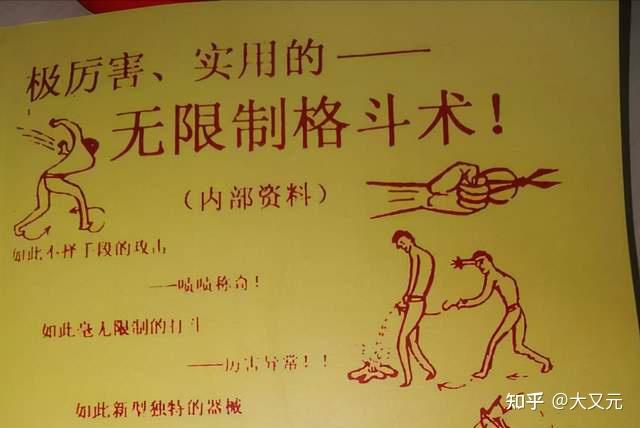 极厉害、实用的——
无限制格斗术！
（内部资料）
如此不择手段的攻击
——啧啧称奇！
如此毫无限制的打斗
——厉害异常！！
如此新型独特的器械
知乎 @大又元